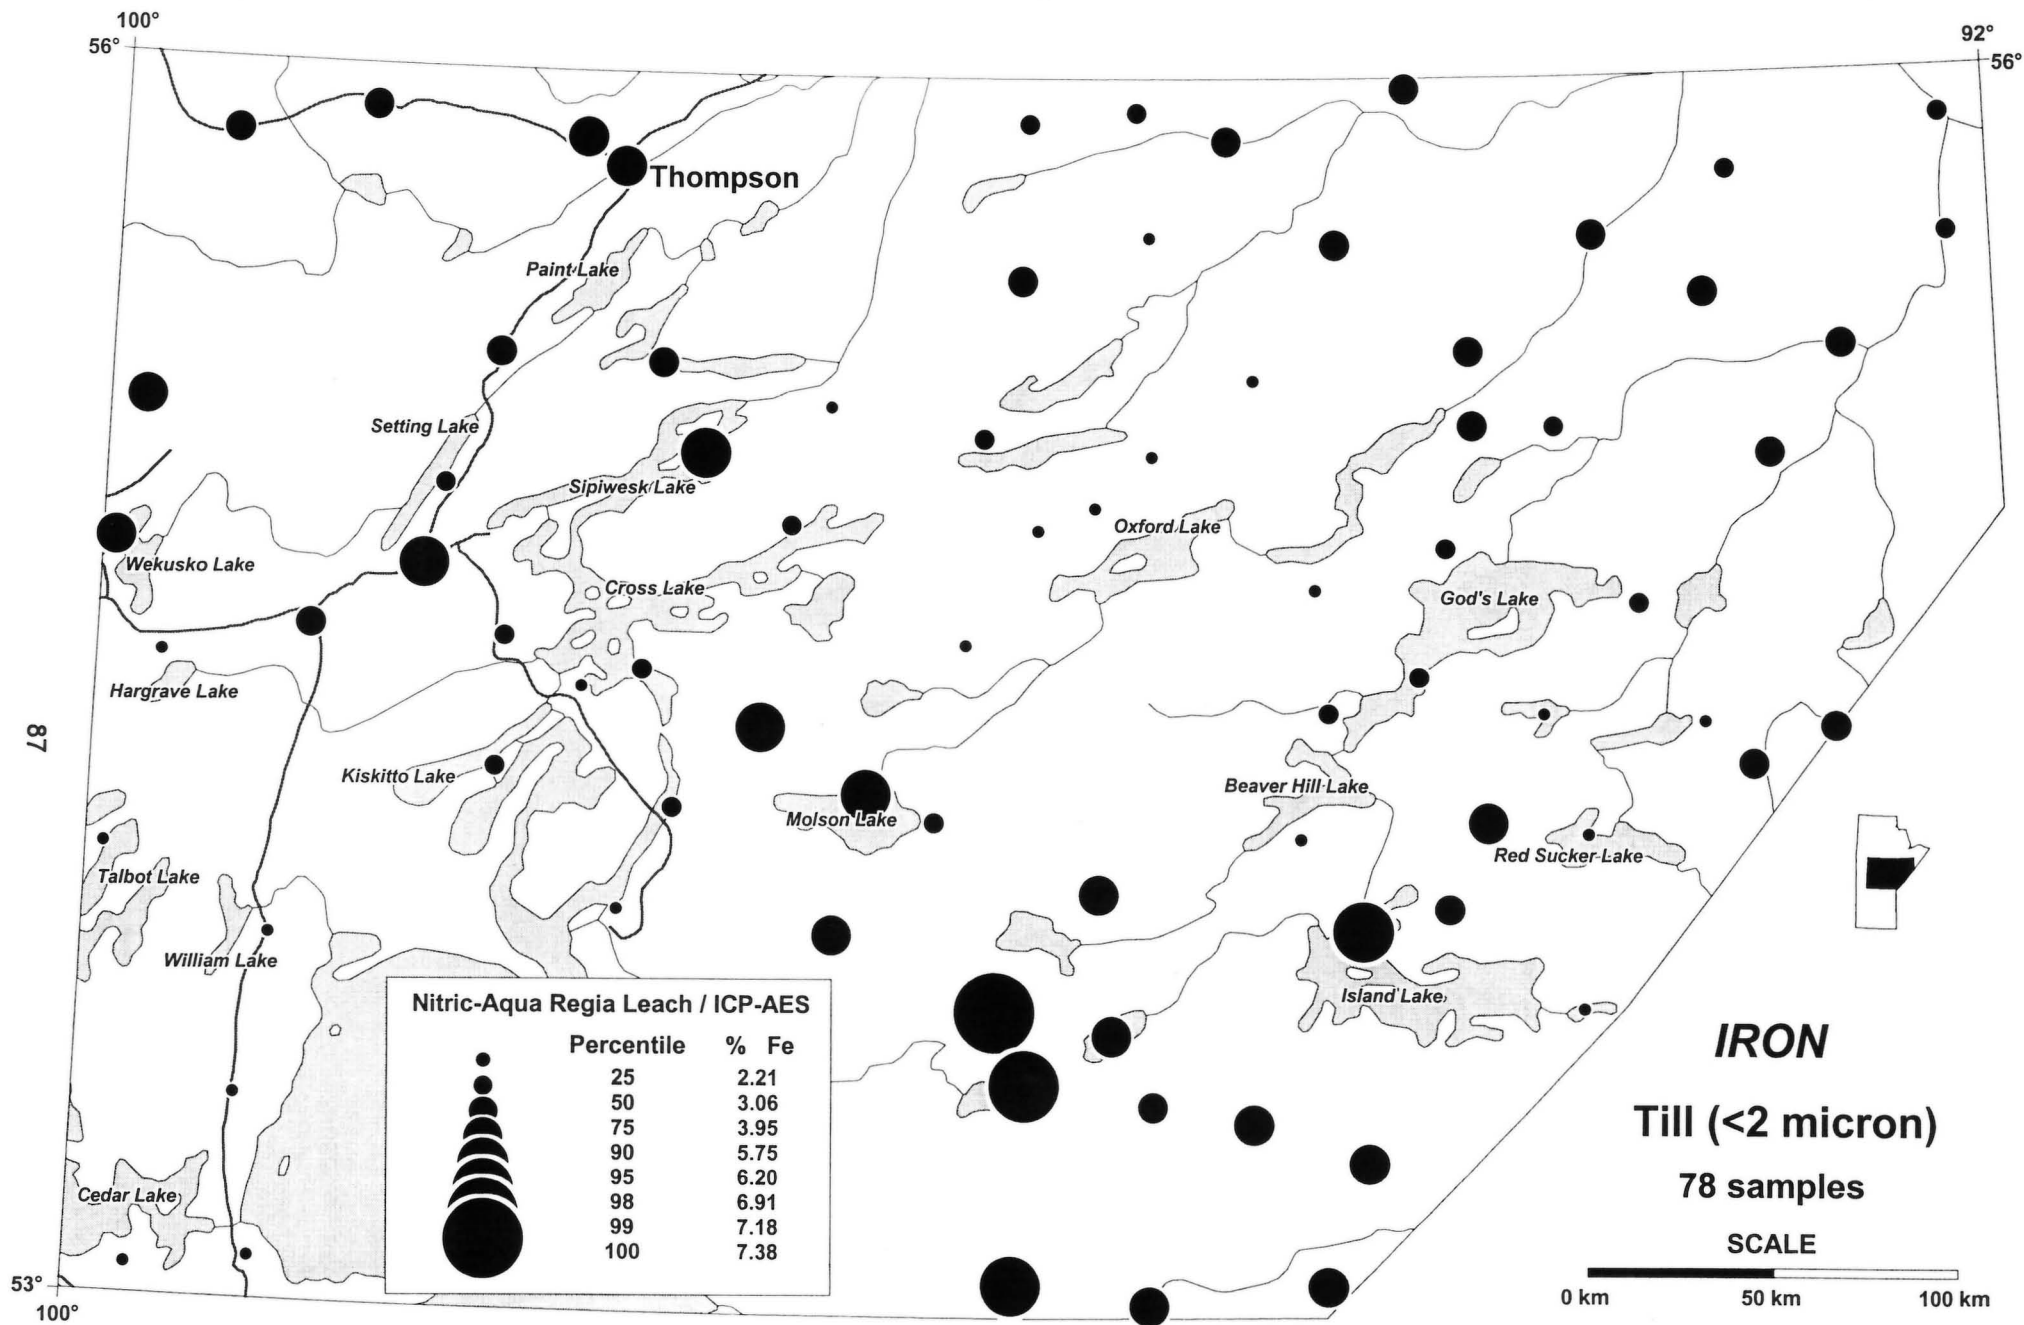 100°
92°
56°
56°
Thompson
Paint Lake
Setting Lake
Sipiwesk Lake
Oxford Lake
Wekusko Lake
Cross Lake
God's Lake
Hargrave Lake
87
Kiskitto Lake
Beaver Hill Lake
Molson Lake
Red Sucker Lake
Talbot Lake
William Lake
Island Lake
Nitric-Aqua Regia Leach / ICP-AES
Percentile % Fe
25 2.21
50 3.06
75 3.95
90 5.75
95 6.20
98 6.91
99 7.18
100 7.38
IRON
Till (<2 micron)
78 samples
Cedar Lake
SCALE
0 km 50 km 100 km
53°
100°